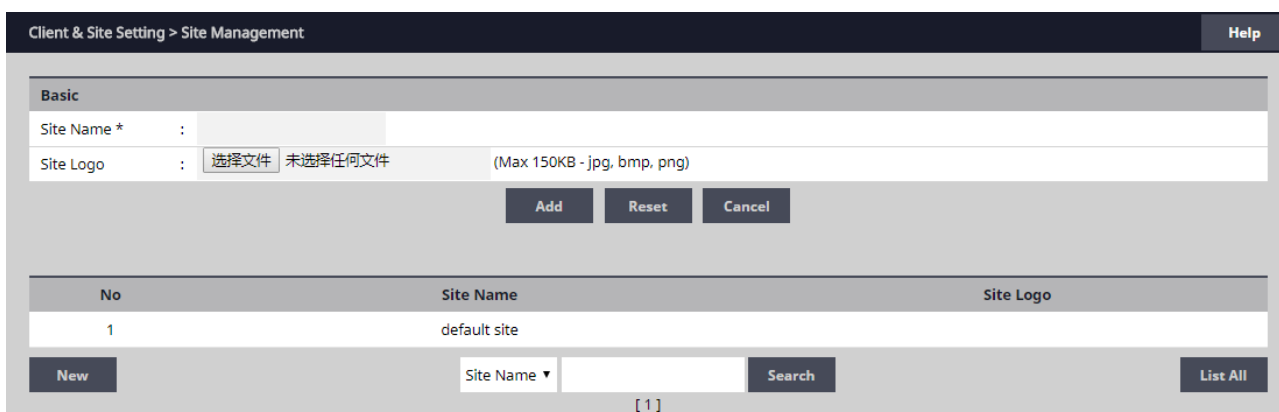 Client & Site Setting > Site Management Help
Basic
Site Name * :
Site Logo : 选择文件 未选择任何文件 (Max 150KB - jpg, bmp, png)
Add Reset Cancel
No Site Name Site Logo
1 default site
New Site Name ▼ Search List All
[ 1 ]